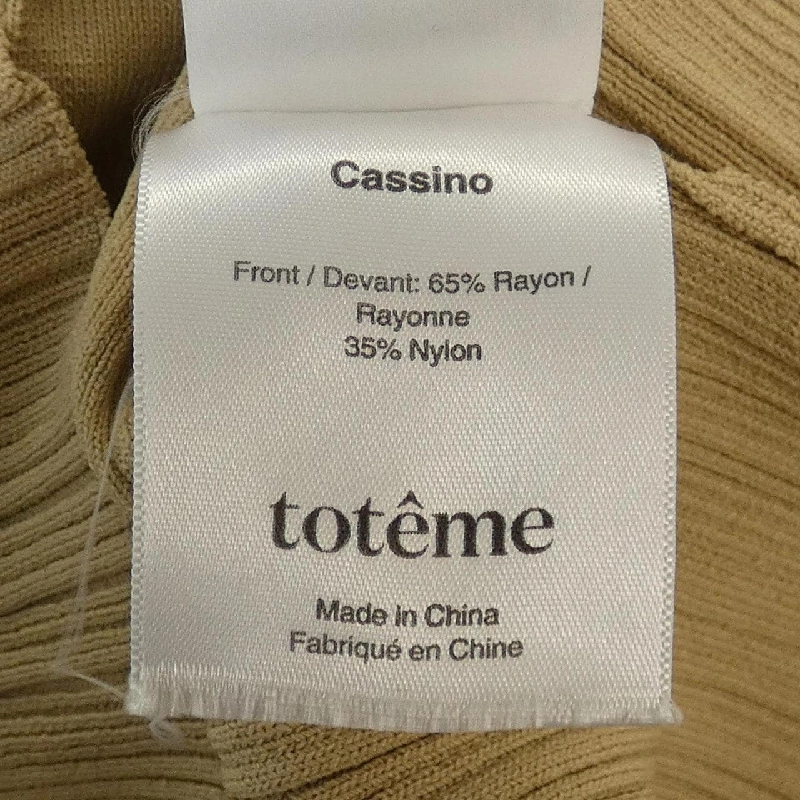 Cassino
Front / Devant: 65% Rayon /
Rayonne
35% Nylon
totême
Made in China
Fabriqué en Chine